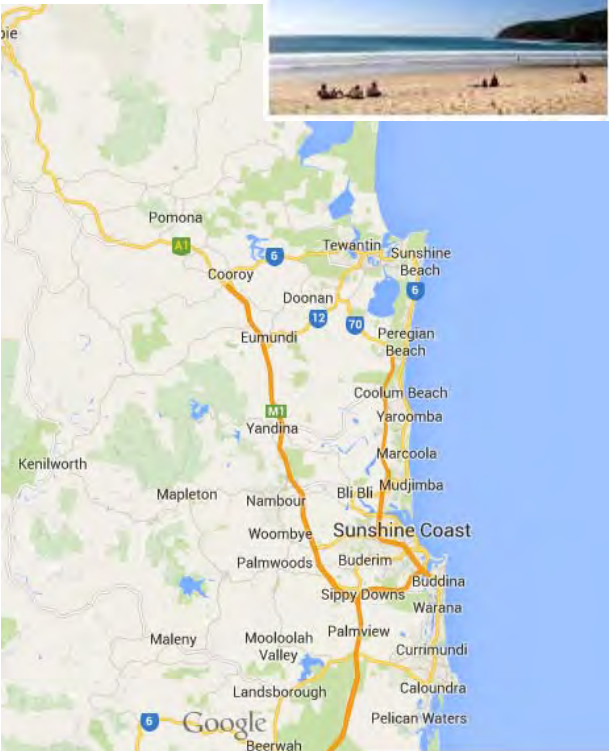 Pomona
A1
Tewantin
6
Sunshine
Beach
Cooroy
6
Doonan
12
70
Eumundi
Peregian
Beach
Coolum Beach
M1
Yaroomba
Yandina
Marcoola
Kenilworth
Mudjimba
Mapleton
Bli Bli
Nambour
Sunshine Coast
Woombye
Buderim
Palmwoods
Buddina
Sippy Downs
Warana
Palmview
Maleny
Mooloolah
Valley
Currimundi
Landsborough
Caloundra
6
Google
Pelican Waters
Beerwah